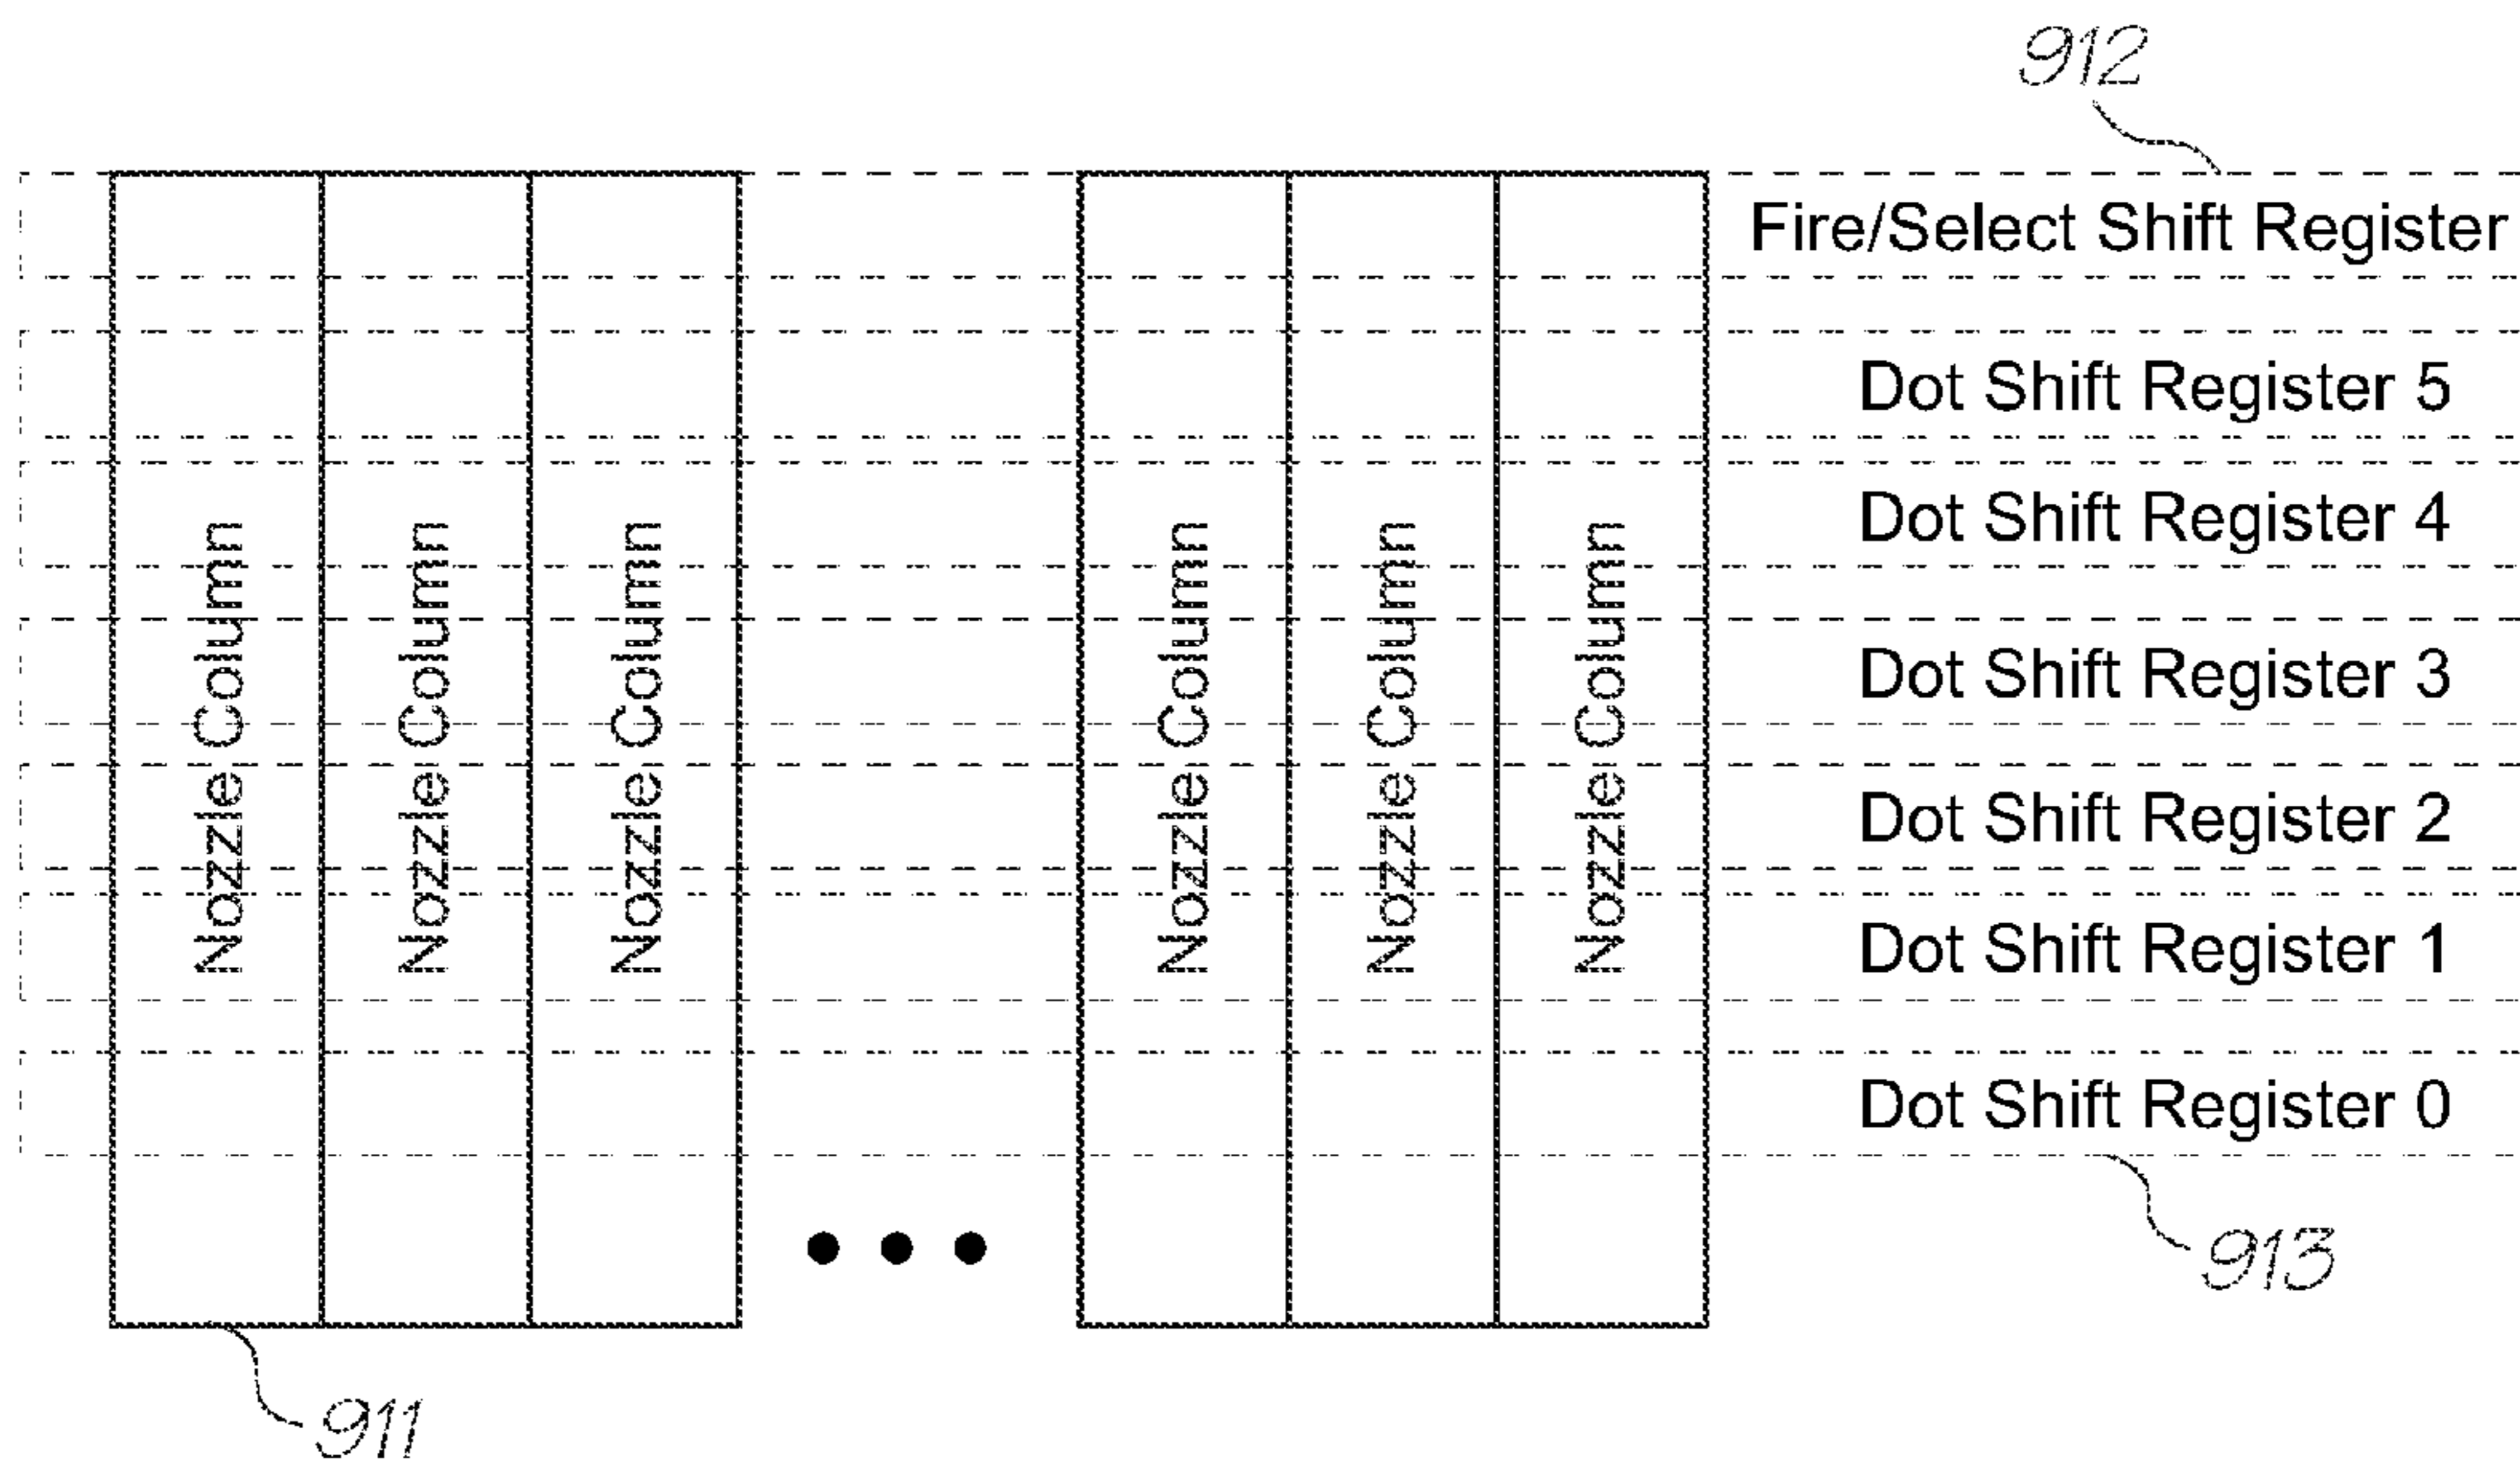 912
Fire/Select Shift Register
Dot Shift Register 5
Dot Shift Register 4
Dot Shift Register 3
Dot Shift Register 2
Dot Shift Register 1
Dot Shift Register 0
Nozzle Column
Nozzle Column
Nozzle Column
Nozzle Column
Nozzle Column
Nozzle Column
913
911